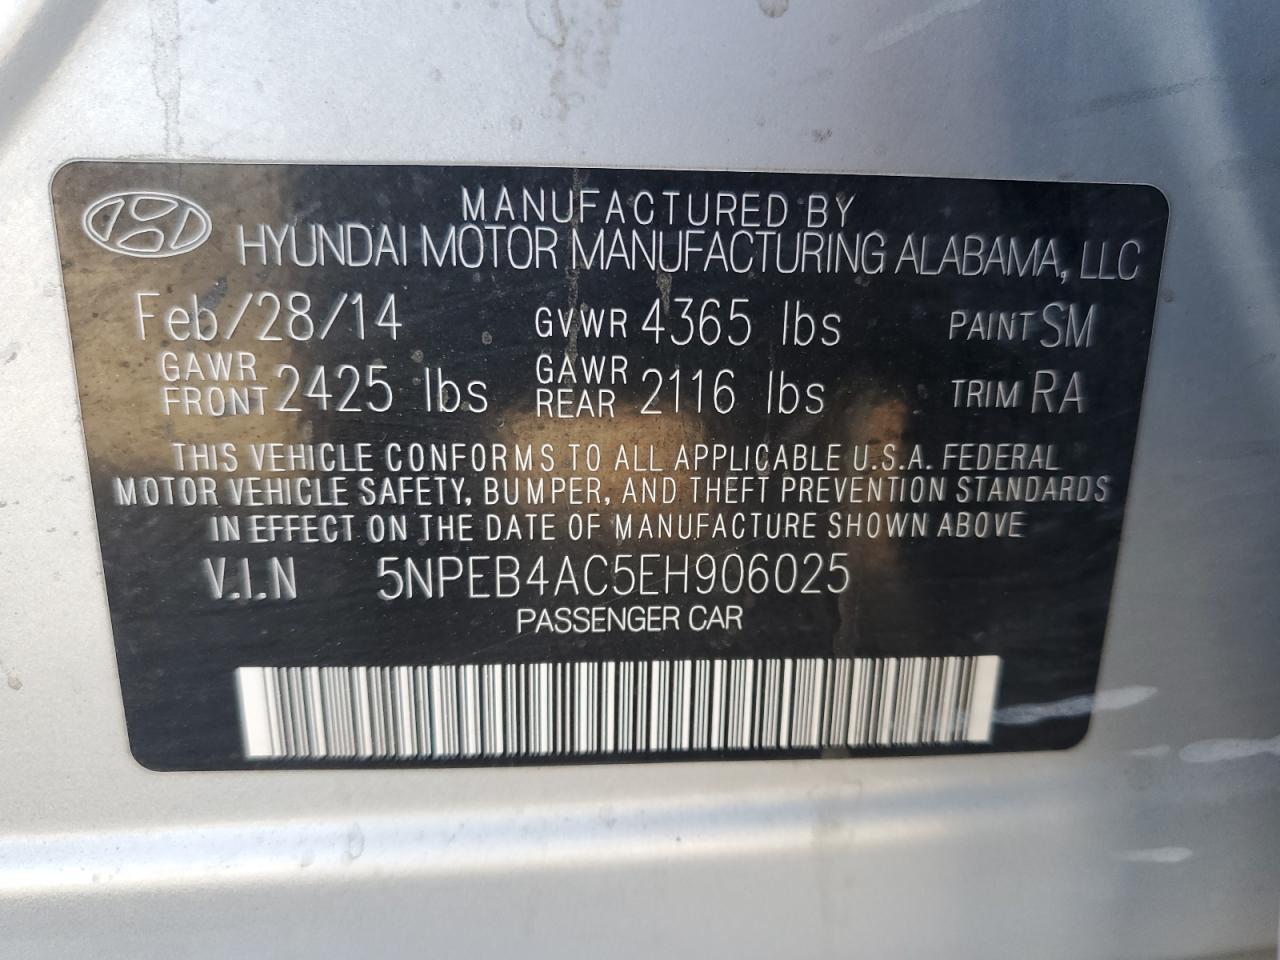 MANUFACTURED BY
HYUNDAI MOTOR MANUFACTURING ALABAMA, LLC
Feb/28/14 GVWR 4365 lbs PAINT SM
GAWR FRONT 2425 lbs GAWR REAR 2116 lbs TRIM RA
THIS VEHICLE CONFORMS TO ALL APPLICABLE U.S.A. FEDERAL
MOTOR VEHICLE SAFETY, BUMPER, AND THEFT PREVENTION STANDARDS
IN EFFECT ON THE DATE OF MANUFACTURE SHOWN ABOVE
V.I.N 5NPEB4AC5EH906025
PASSENGER CAR